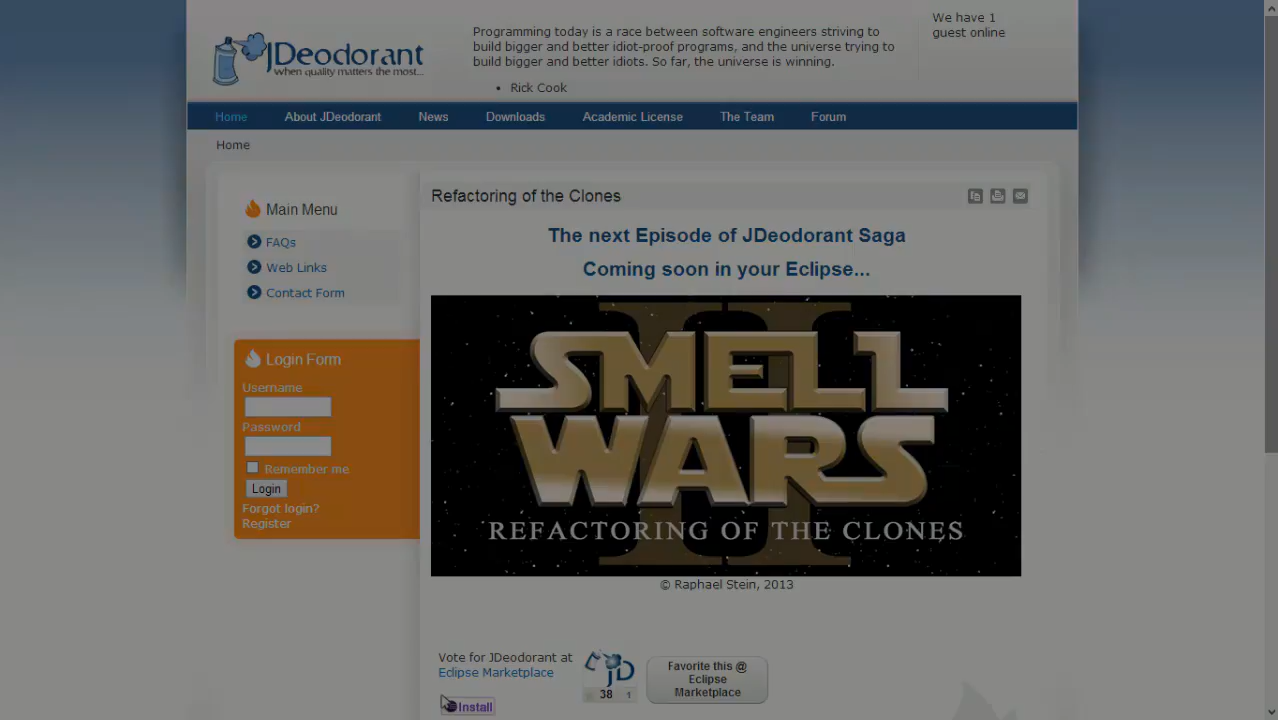 JDeodorant
When quality matters the most...
Programming today is a race between software engineers striving to
build bigger and better idiot-proof programs, and the universe trying to
build bigger and better idiots. So far, the universe is winning.
• Rick Cook
We have 1
guest online
Home About JDeodorant News Downloads Academic License The Team Forum
Home
Main Menu
FAQs
Web Links
Contact Form
Login Form
Username
Password
Remember me
Login
Forgot login?
Register
Refactoring of the Clones
The next Episode of JDeodorant Saga
Coming soon in your Eclipse...
II
SMELL
WARS
REFACTORING OF THE CLONES
© Raphael Stein, 2013
Vote for JDeodorant at
Eclipse Marketplace
Install
JD
38 1
Favorite this @
Eclipse
Marketplace